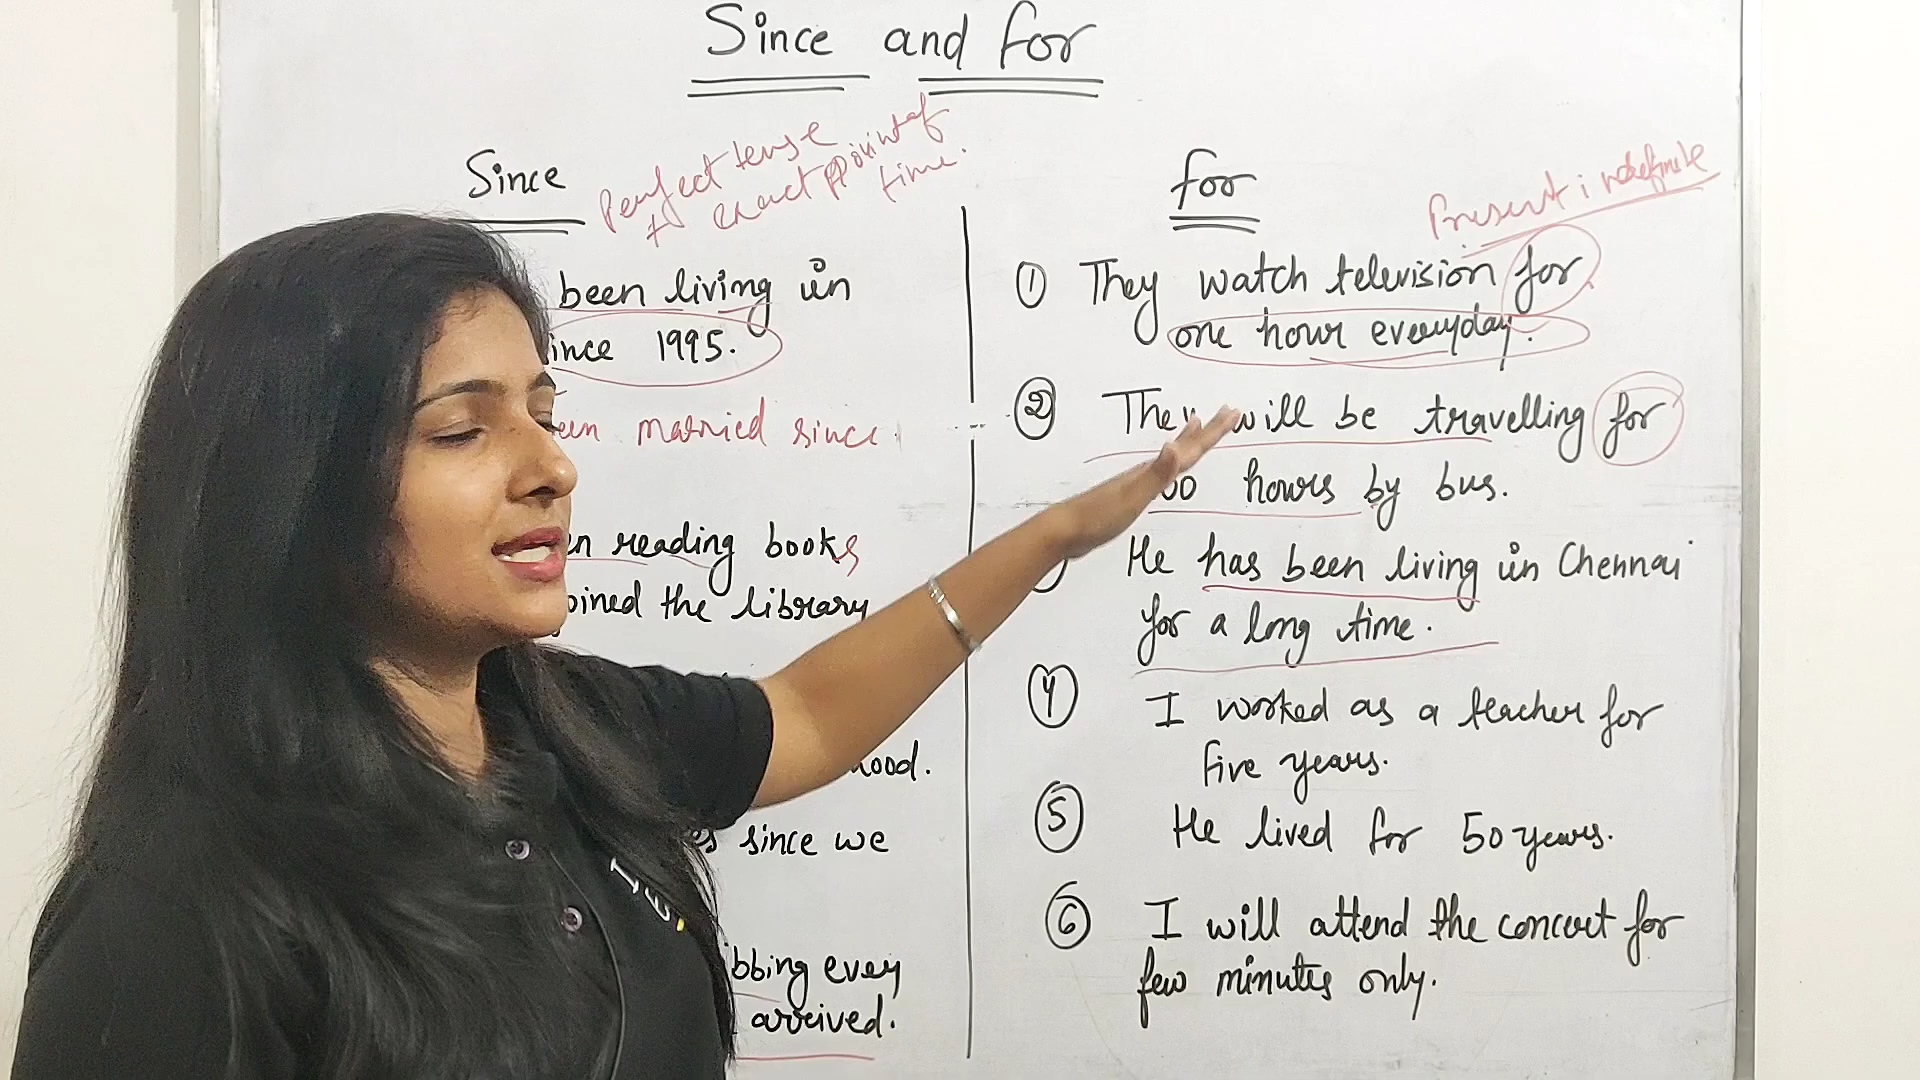 Since and for
Since
Perfect tense
+ exact point of
time.
been living in
ince 1995.
een married since
en reading books
oined the library
ood.
es since we
bbing every
arrived.
for
Present indefinite
① They watch television for
one hour everyday.
② They will be travelling for
hours by bus.
He has been living in Chennai
for a long time.
④ I worked as a teacher for
five years.
⑤ He lived for 50 years.
⑥ I will attend the concert for
few minutes only.